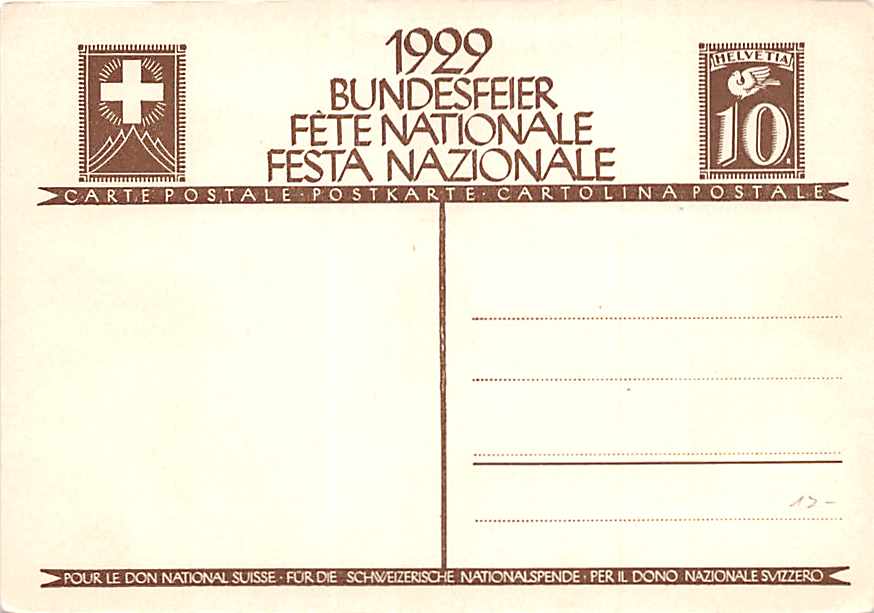 1929
BUNDESFEIER
FÊTE NATIONALE
FESTA NAZIONALE
HELVETIA
10
CARTE POSTALE · POSTKARTE · CARTOLINA POSTALE
POUR LE DON NATIONAL SUISSE · FÜR DIE SCHWEIZERISCHE NATIONALSPENDE · PER IL DONO NAZIONALE SVIZZERO